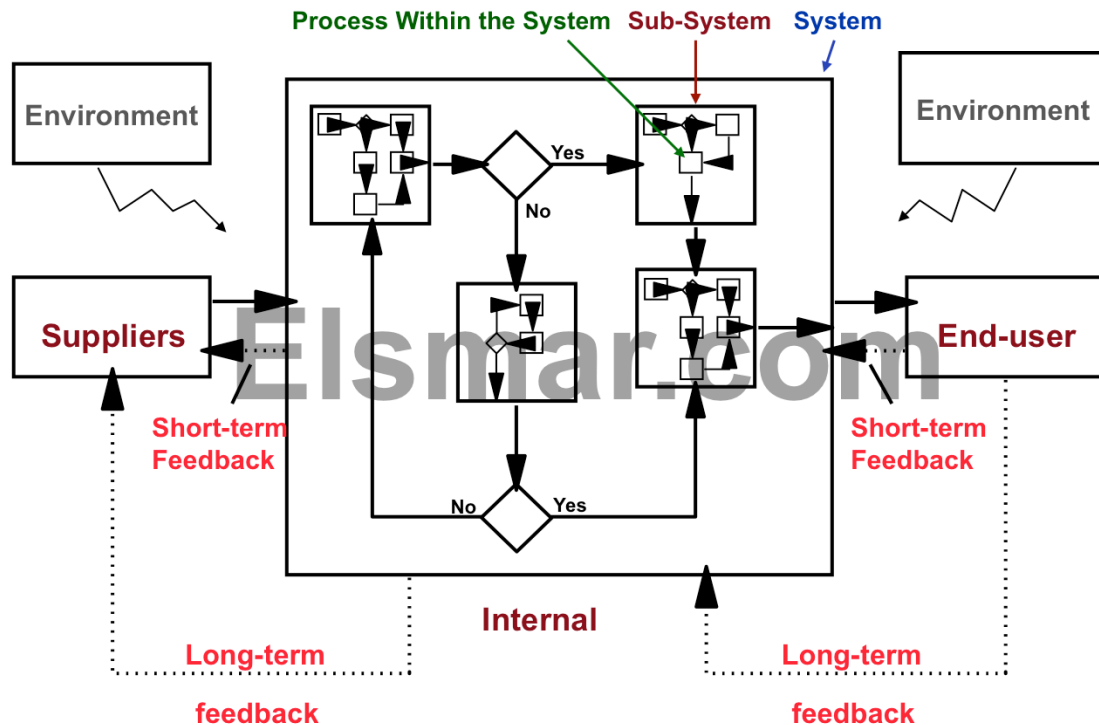 Process Within the System
Sub-System
System
Environment
Environment
Yes
No
Suppliers
Elsmar.com
End-user
Short-term
Feedback
Short-term
Feedback
No
Yes
Internal
Long-term
feedback
Long-term
feedback